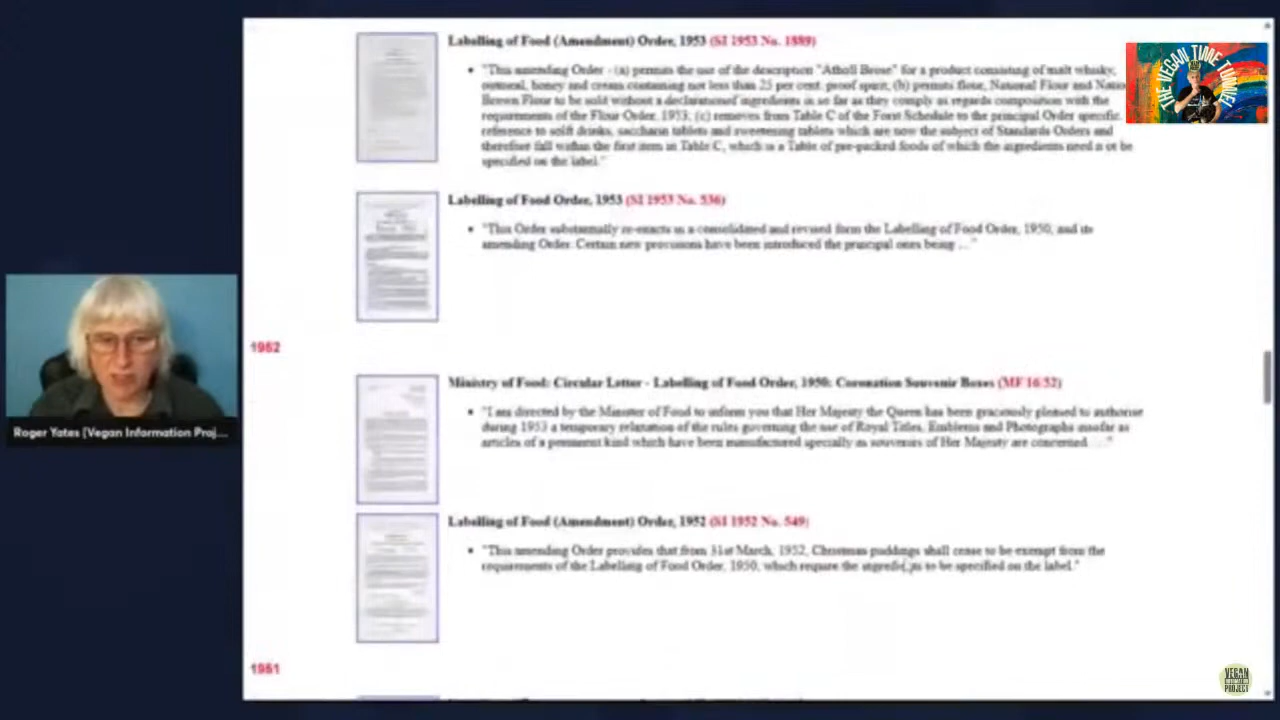 Labelling of Food (Amendment) Order, 1953 (SI 1953 No. 1889)
• "This amending Order - (a) permits the use of the description "Atholl Brose" for a product consisting of malt whisky,
oatmeal, honey and cream containing not less than 25 per cent. proof spirit; (b) permits flour, National Flour and
Brown Flour to be sold without a declaration of ingredients in so far as they comply as regards composition with the
requirements of the Flour Order, 1953; (c) removes from Table C of the First Schedule to the principal Order specific
reference to soft drinks, saccharin tablets and sweetening tablets which are now the subject of Standards Orders and
therefore fall within the first item in Table C, which is a Table of pre-packed foods of which the ingredients need not be
specified on the label."
THE VEGAN TIME TUNNEL
Labelling of Food Order, 1953 (SI 1953 No. 536)
• "This Order substantially re-enacts in a consolidated and revised form the Labelling of Food Order, 1950, and its
amending Order. Certain new provisions have been introduced the principal ones being ..."
1952
Ministry of Food: Circular Letter - Labelling of Food Order, 1950: Coronation Souvenir Boxes (MF 16/52)
• "I am directed by the Minister of Food to inform you that Her Majesty the Queen has been graciously pleased to authorise
during 1953 a temporary relaxation of the rules governing the use of Royal Titles, Emblems and Photographs insofar as
articles of a permanent kind which have been manufactured specially as souvenirs of Her Majesty are concerned ..."
Roger Yates [Vegan Information Proj...
Labelling of Food (Amendment) Order, 1952 (SI 1952 No. 549)
• "This amending Order provides that from 31st March, 1952, Christmas puddings shall cease to be exempt from the
requirements of the Labelling of Food Order, 1950, which require the ingredients to be specified on the label."
1951
VEGAN
PROJECT